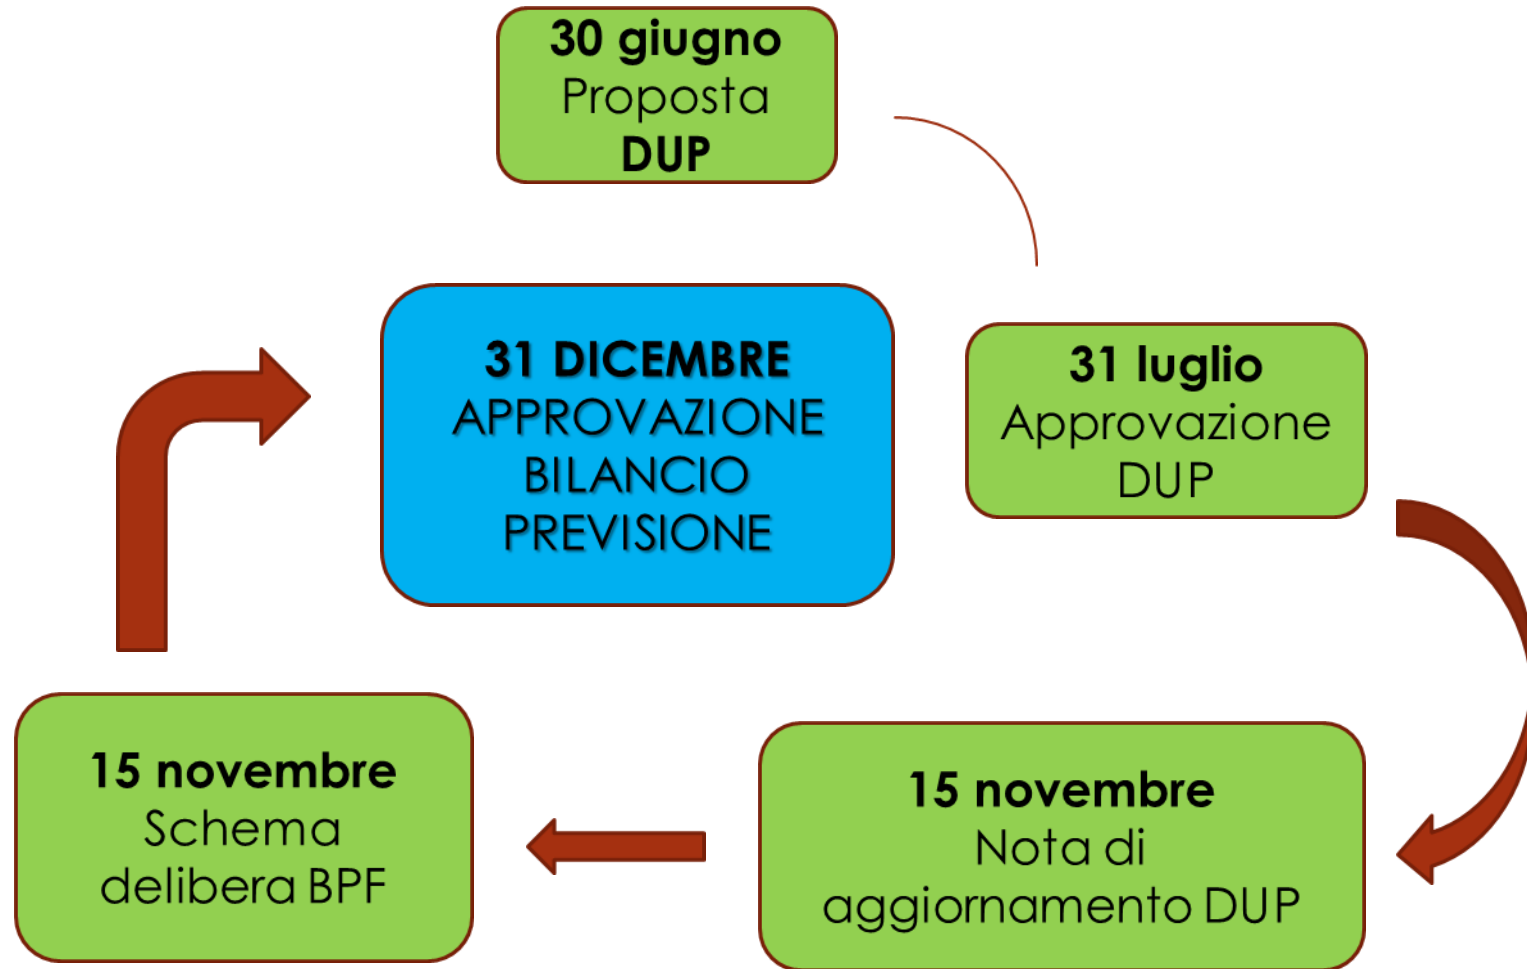 30 giugno
Proposta
DUP
31 DICEMBRE
APPROVAZIONE
BILANCIO
PREVISIONE
31 luglio
Approvazione
DUP
15 novembre
Schema
delibera BPF
15 novembre
Nota di
aggiornamento DUP